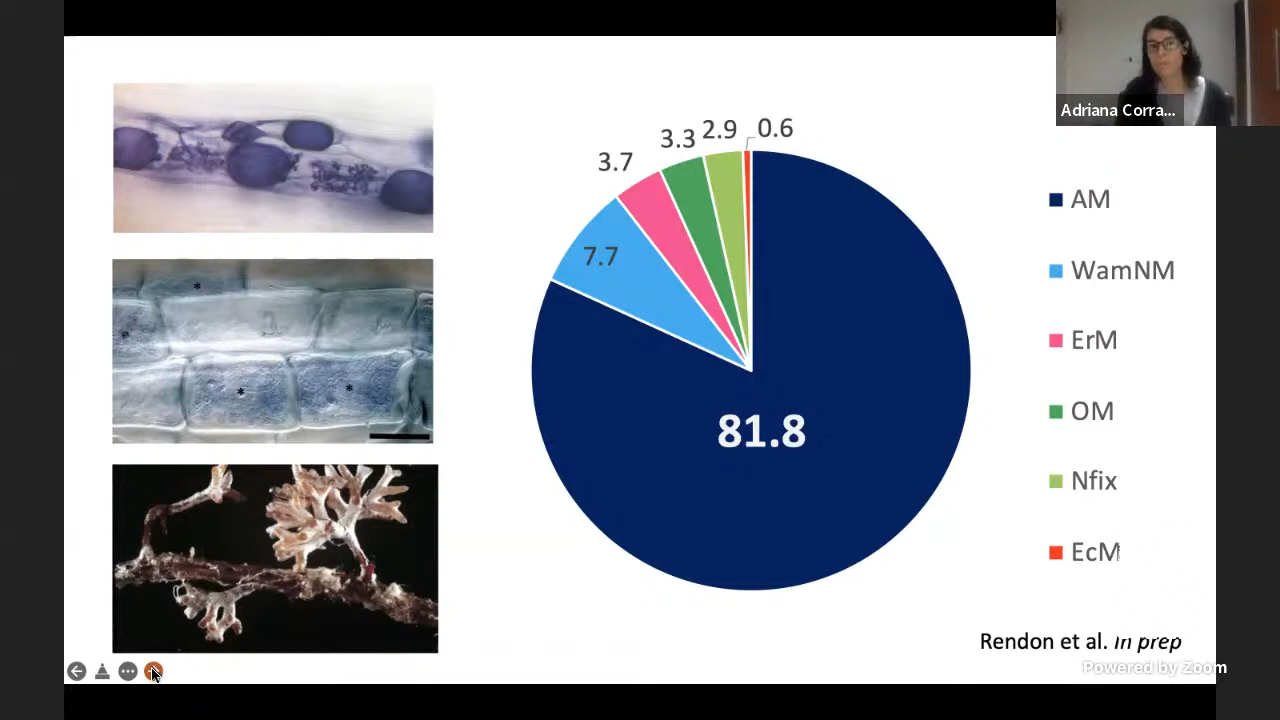 Adriana Corra...
3.7
3.3
2.9
0.6
7.7
81.8
AM
WamNM
ErM
OM
Nfix
EcM
*
*
*
*
Rendon et al. In prep
Powered by Zoom